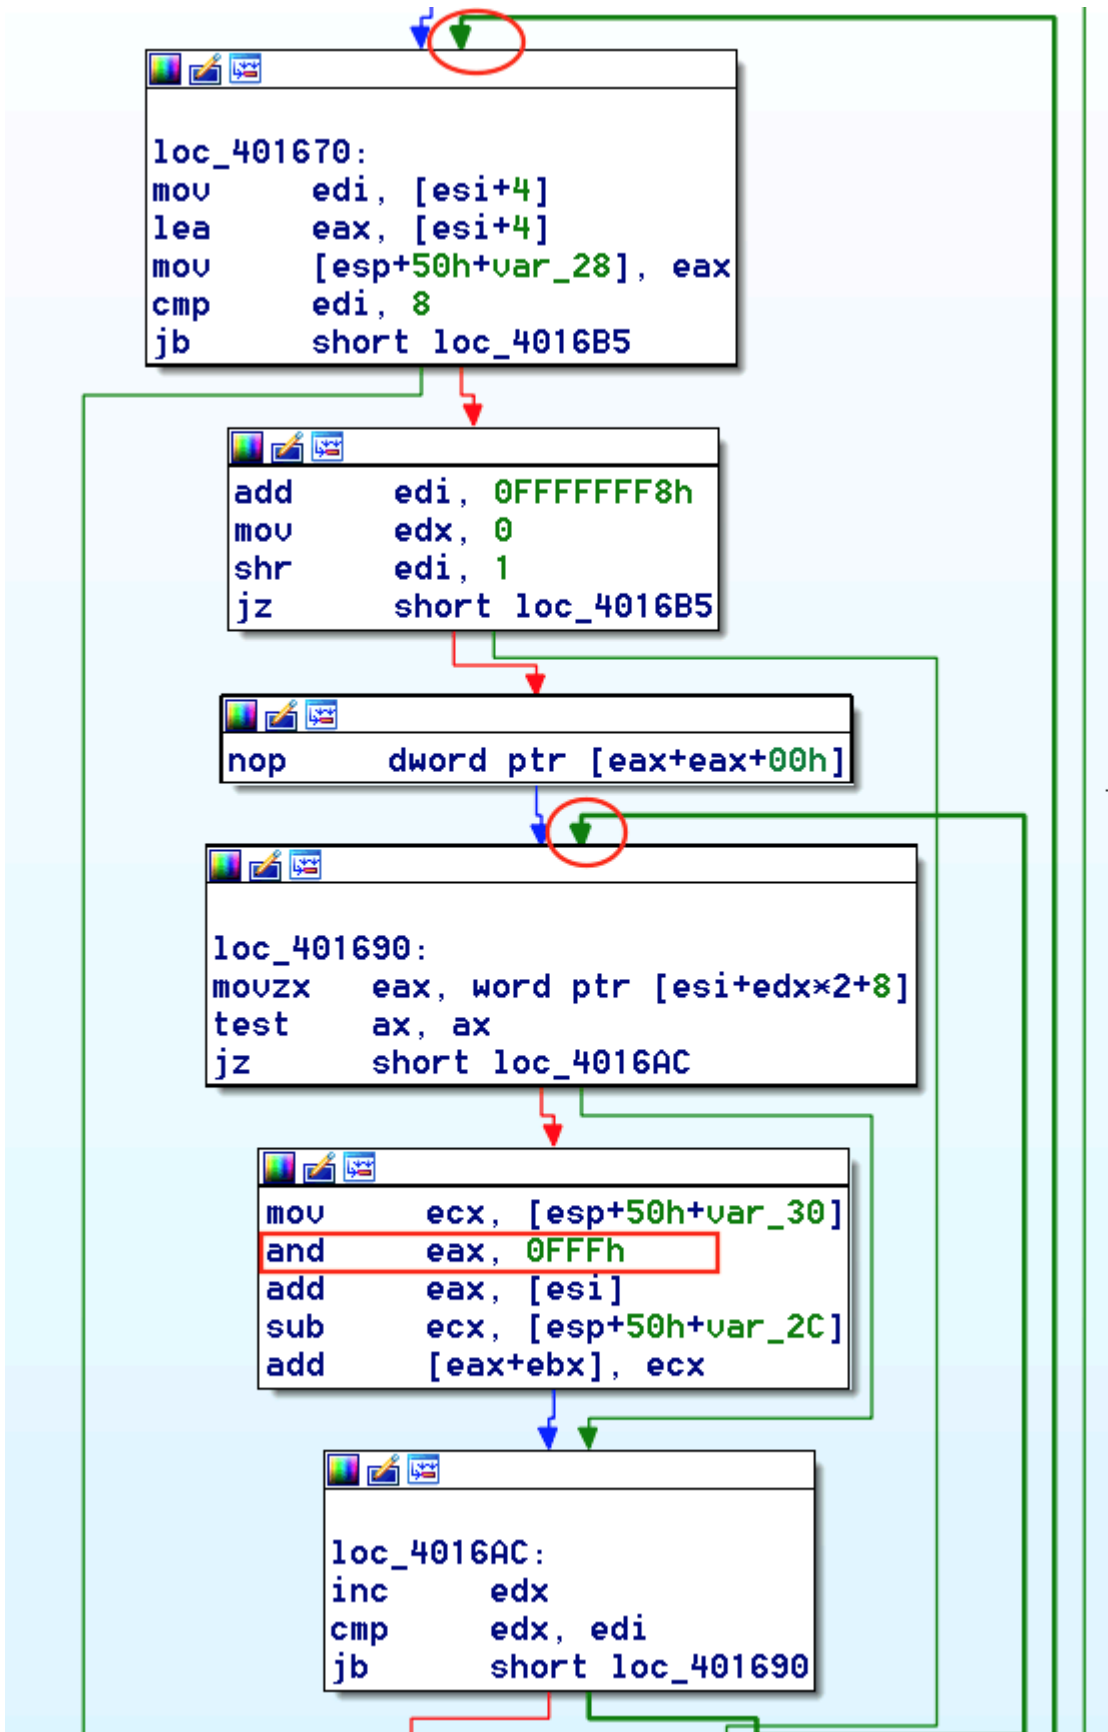 loc_401670:
mov edi, [esi+4]
lea eax, [esi+4]
mov [esp+50h+var_28], eax
cmp edi, 8
jb short loc_4016B5
add edi, 0FFFFFFF8h
mov edx, 0
shr edi, 1
jz short loc_4016B5
nop dword ptr [eax+eax+00h]
loc_401690:
movzx eax, word ptr [esi+edx*2+8]
test ax, ax
jz short loc_4016AC
mov ecx, [esp+50h+var_30]
and eax, 0FFFh
add eax, [esi]
sub ecx, [esp+50h+var_2C]
add [eax+ebx], ecx
loc_4016AC:
inc edx
cmp edx, edi
jb short loc_401690